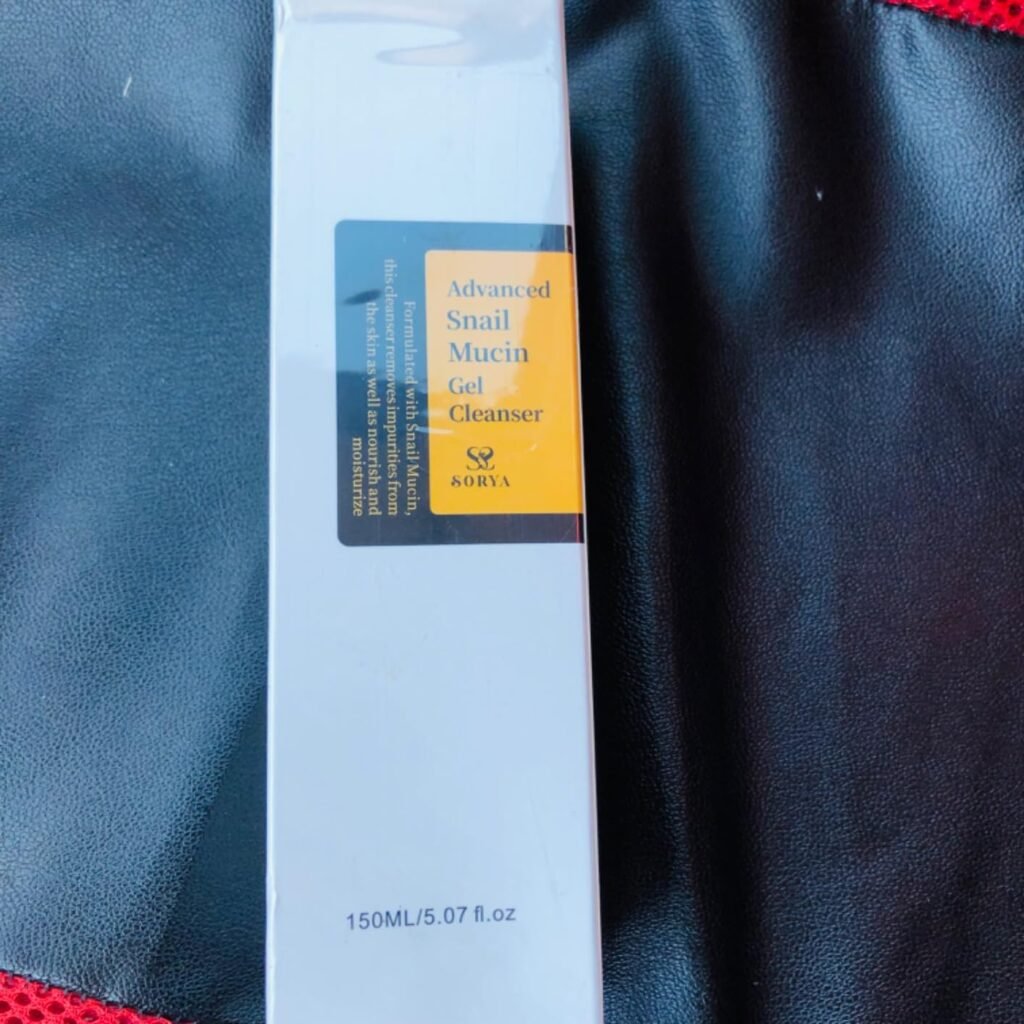 Advanced
Snail
Mucin
Gel
Cleanser
SORYA
Formulated with Snail Mucin,
this cleanser removes impurities from
the skin as well as nourish and
moisturize
150ML/5.07 fl.oz